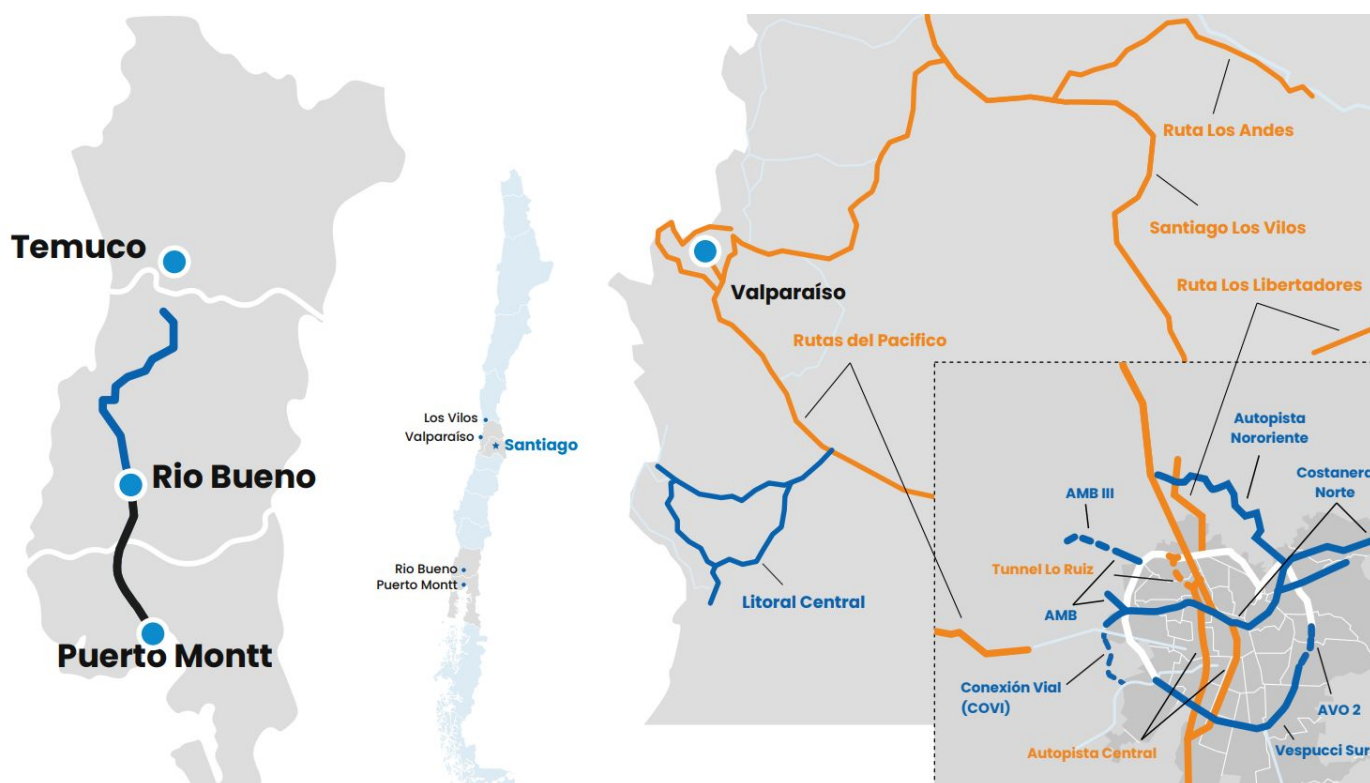 Temuco
Rio Bueno
Puerto Montt
Los Vilos
Valparaíso
Santiago
Rio Bueno
Puerto Montt
Ruta Los Andes
Santiago Los Vilos
Ruta Los Libertadores
Valparaíso
Rutas del Pacifico
Litoral Central
Autopista
Nororiente
Costanera
Norte
AMB III
Tunnel Lo Ruiz
AMB
Conexión Vial
(COVI)
AVO 2
Autopista Central
Vespucci Sur